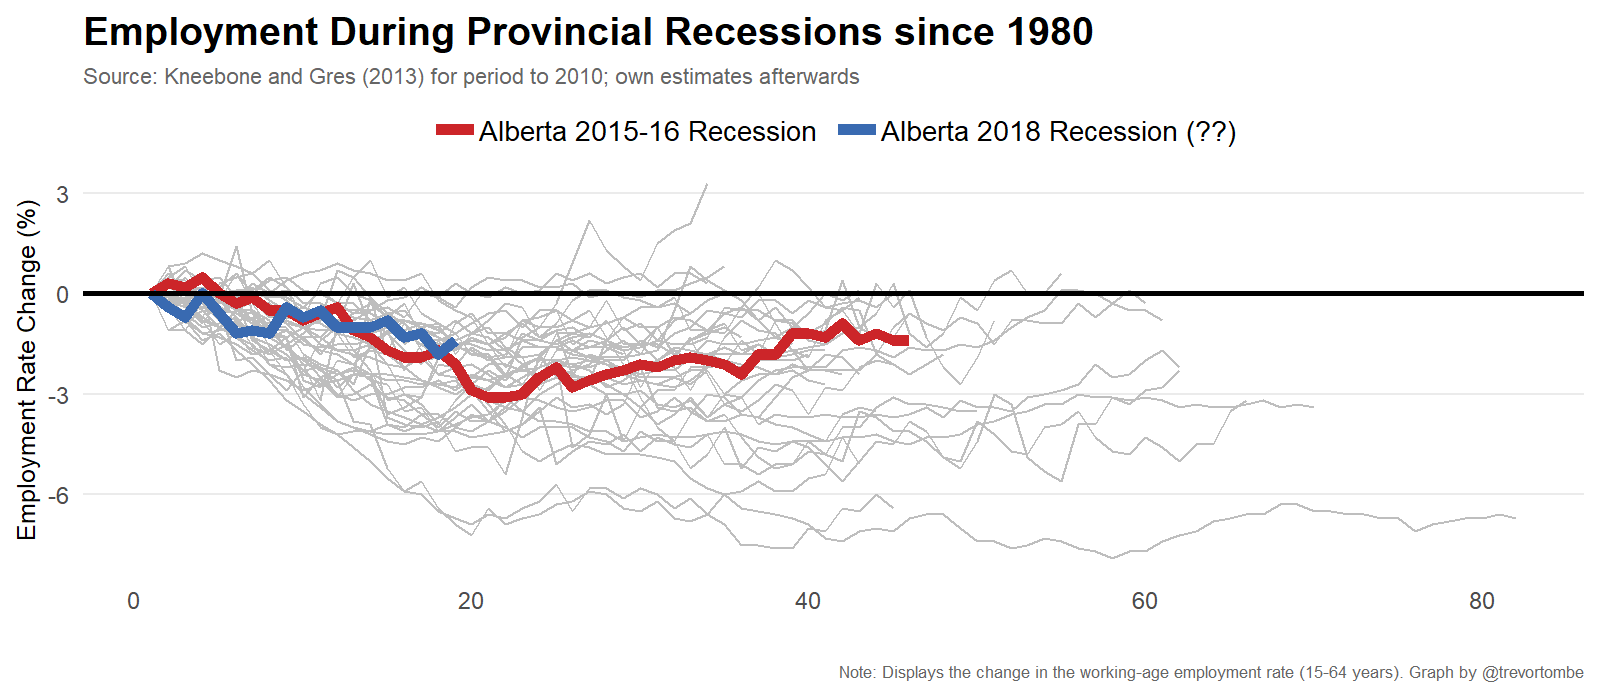 Employment During Provincial Recessions since 1980
Source: Kneebone and Gres (2013) for period to 2010; own estimates afterwards
Alberta 2015-16 Recession
Alberta 2018 Recession (??)
Employment Rate Change (%)
3
0
-3
-6
0
20
40
60
80
Note: Displays the change in the working-age employment rate (15-64 years). Graph by @trevortombe